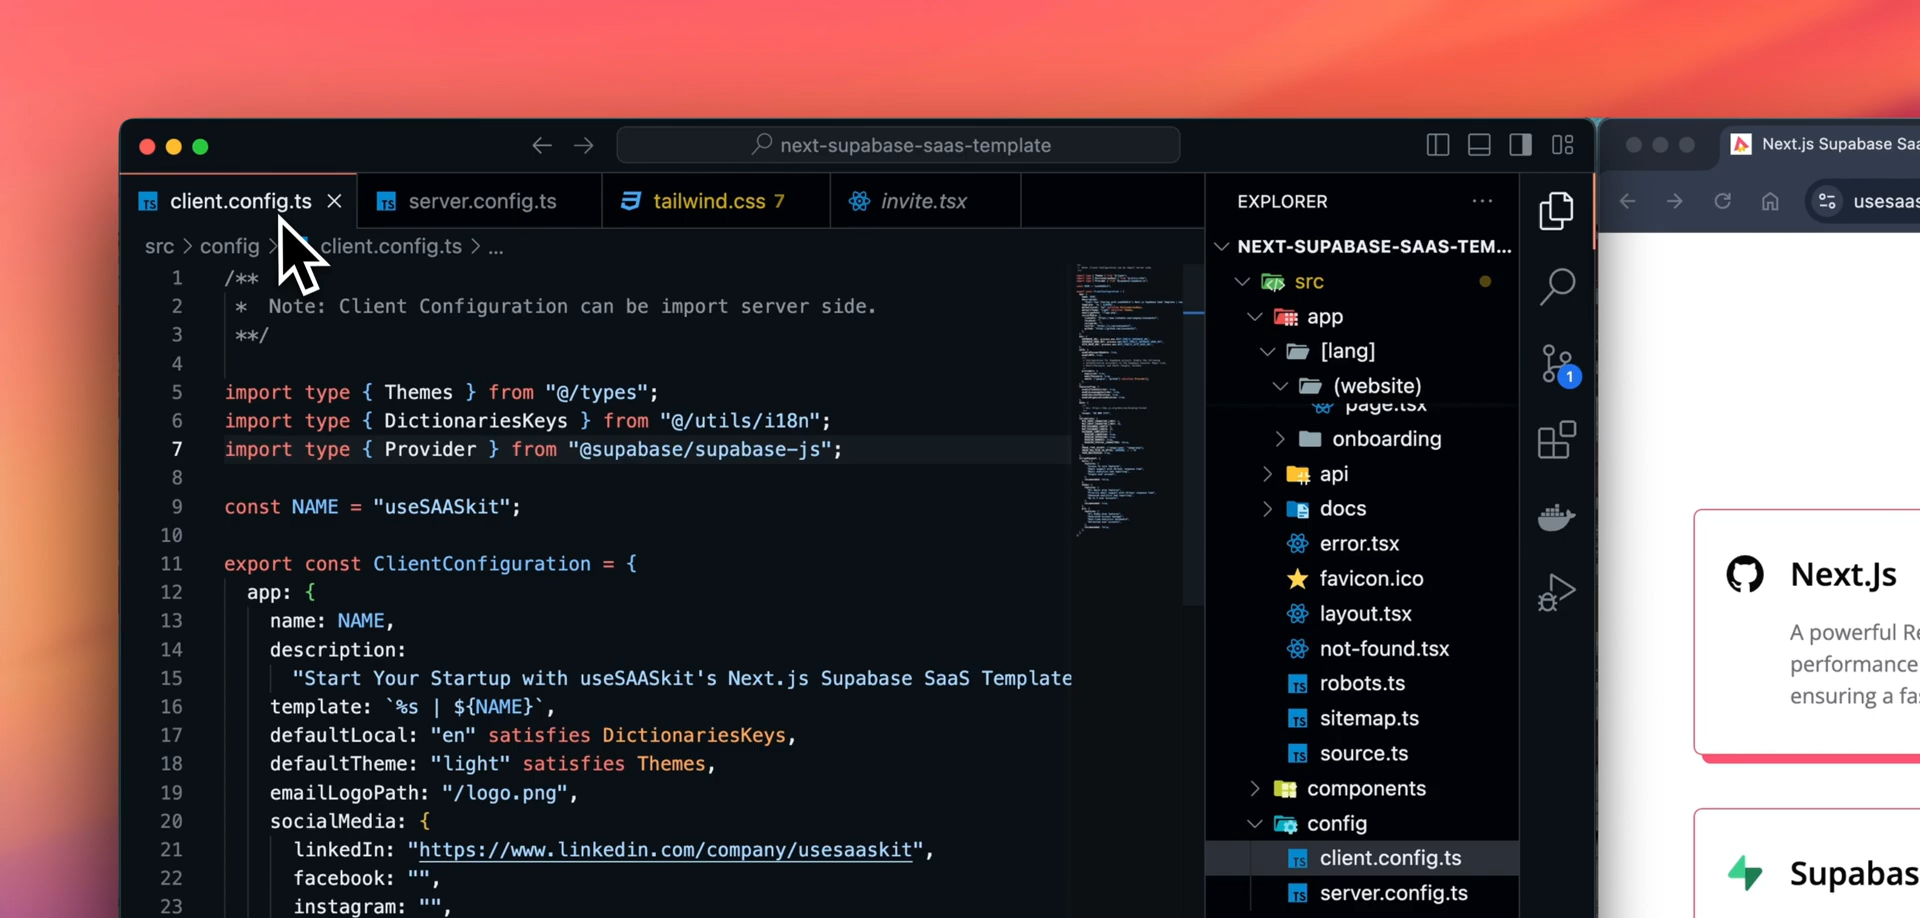 next-supabase-saas-template
client.config.ts
server.config.ts
tailwind.css 7
invite.tsx
src > config > client.config.ts > ...
1 /**
2 * Note: Client Configuration can be import server side.
3 **/
4
5 import type { Themes } from "@/types";
6 import type { DictionariesKeys } from "@/utils/i18n";
7 import type { Provider } from "@supabase/supabase-js";
8
9 const NAME = "useSAASkit";
10
11 export const ClientConfiguration = {
12 app: {
13 name: NAME,
14 description:
15 "Start Your Startup with useSAASkit's Next.js Supabase SaaS Template
16 template: `%s | ${NAME}`,
17 defaultLocal: "en" satisfies DictionariesKeys,
18 defaultTheme: "light" satisfies Themes,
19 emailLogoPath: "/logo.png",
20 socialMedia: {
21 linkedIn: "https://www.linkedin.com/company/usesaaskit",
22 facebook: "",
23 instagram: "",
EXPLORER
NEXT-SUPABASE-SAAS-TEM...
src
app
[lang]
(website)
page.tsx
onboarding
api
docs
error.tsx
favicon.ico
layout.tsx
not-found.tsx
robots.ts
sitemap.ts
source.ts
components
config
client.config.ts
server.config.ts
1
Next.js Supabase Saa
usesaas
Next.Js
A powerful Re
performance
ensuring a fas
Supabas